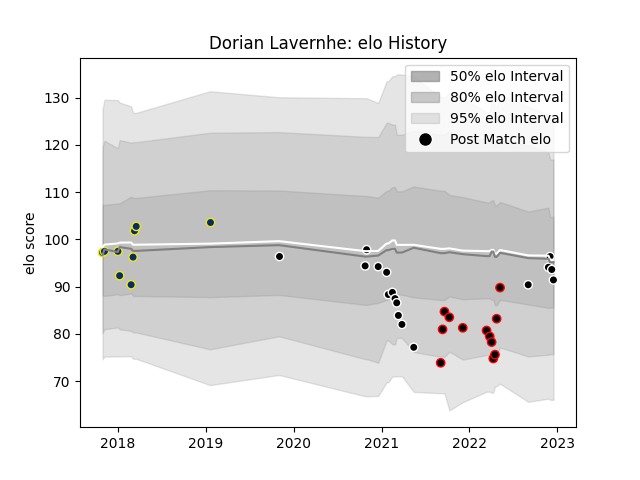 Dorian Lavernhe: elo History
50% elo Interval
80% elo Interval
95% elo Interval
Post Match elo
elo score
130
120
110
100
90
80
70
2018 2019 2020 2021 2022 2023